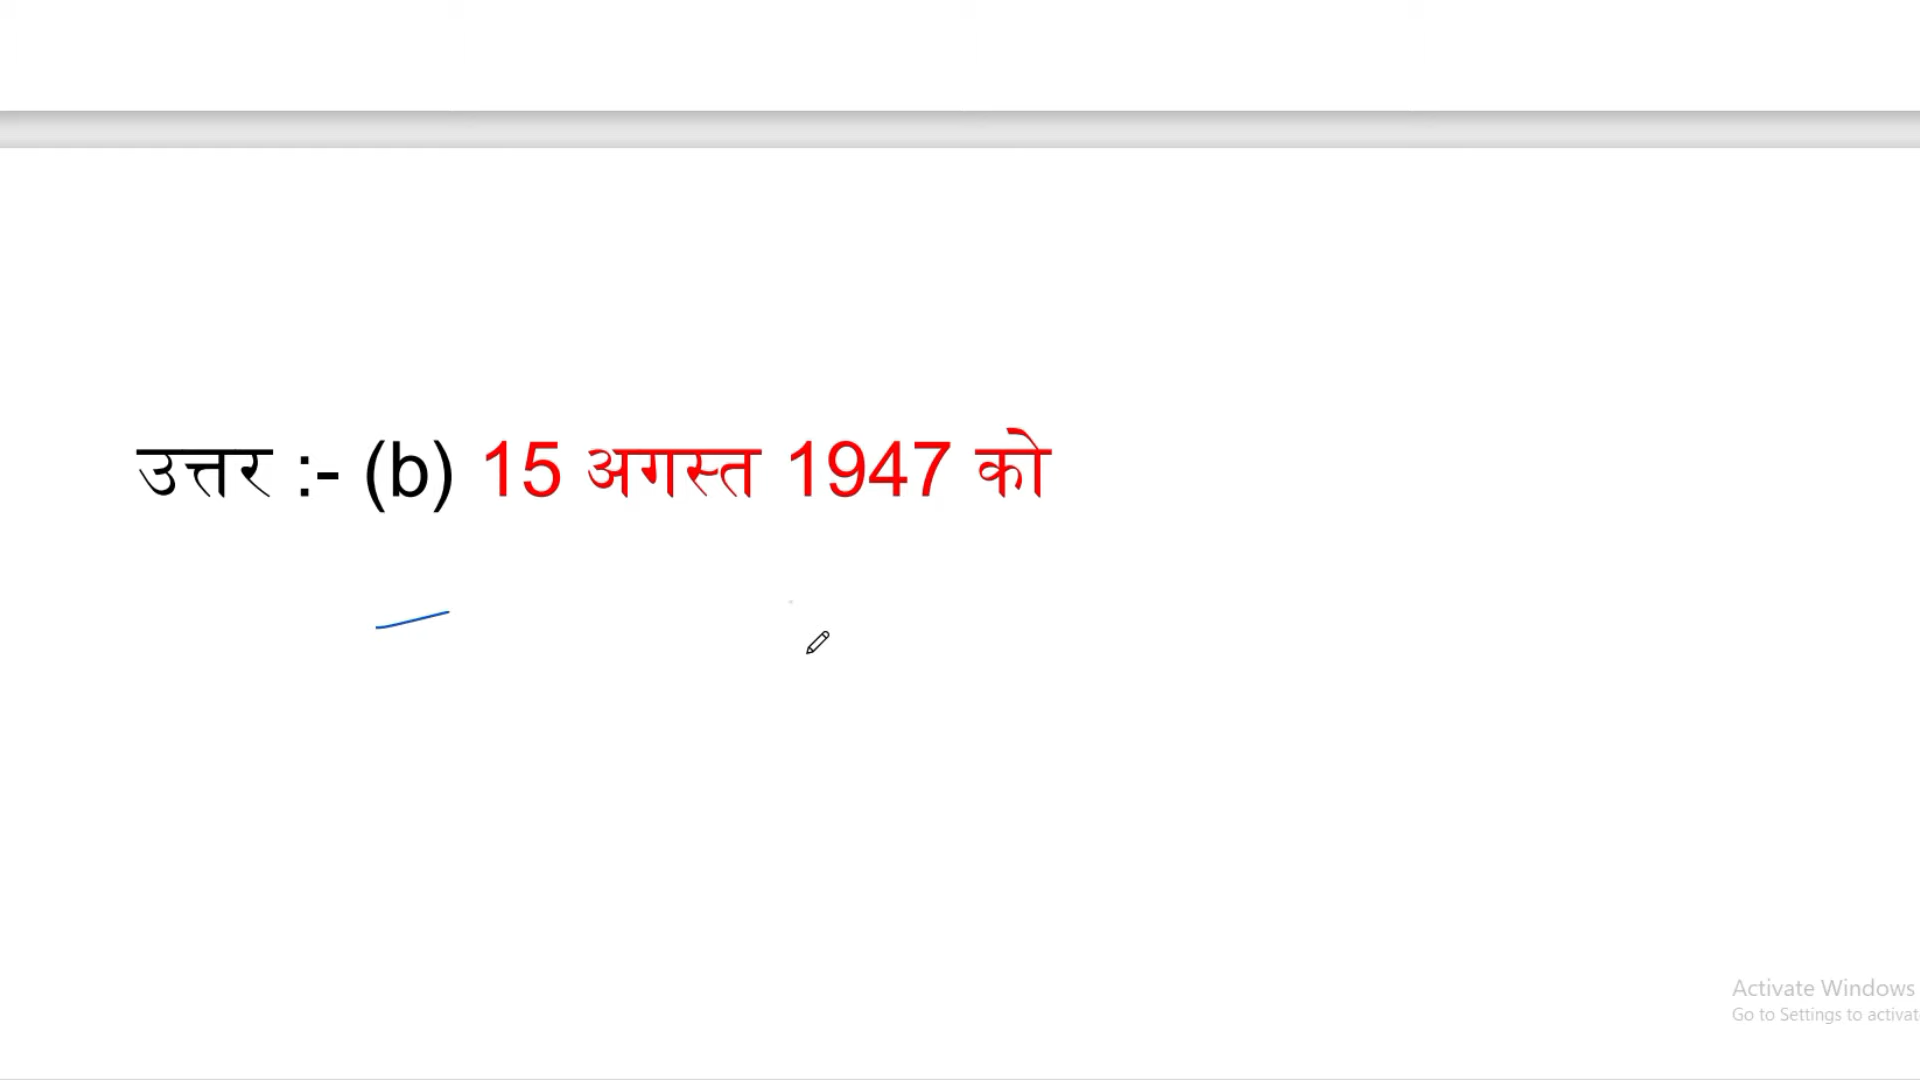 उत्तर :- (b) 15 अगस्त 1947 को
Activate Windows
Go to Settings to activat